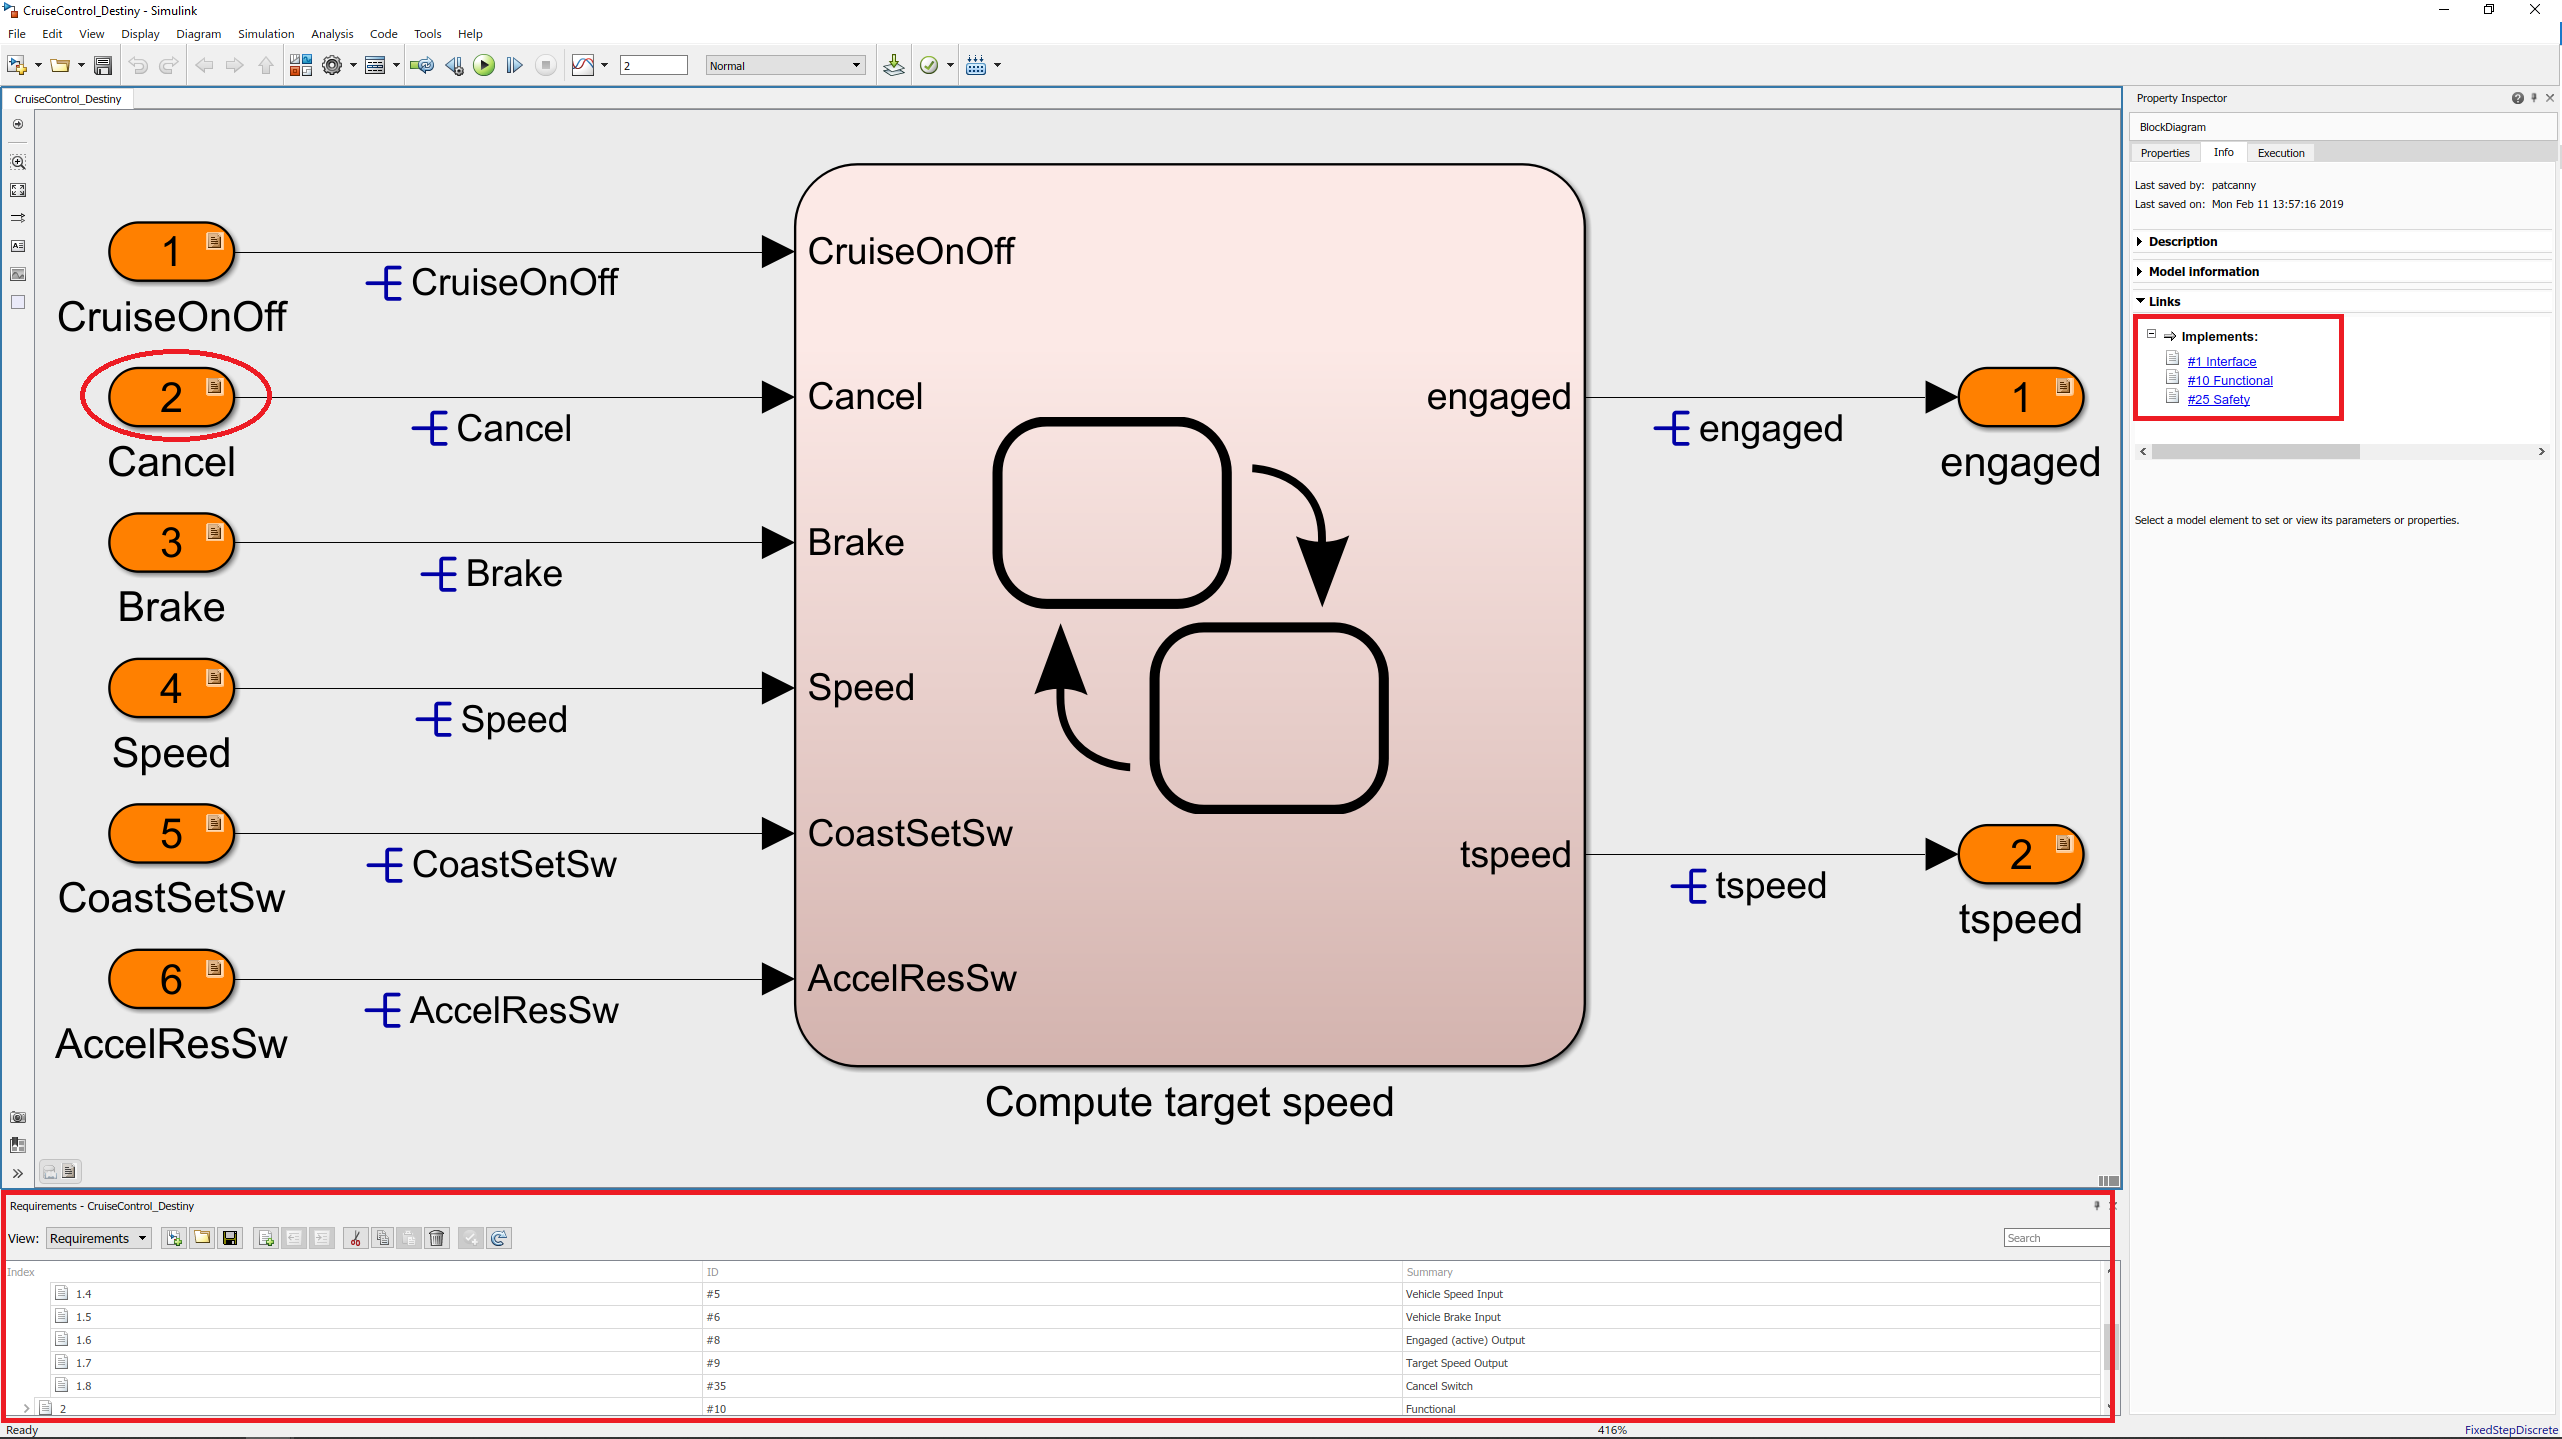 CruiseControl_Destiny - Simulink
File Edit View Display Diagram Simulation Analysis Code Tools Help
2 Normal
CruiseControl_Destiny
1
CruiseOnOff
CruiseOnOff
CruiseOnOff
2
Cancel
Cancel
Cancel
3
Brake
Brake
Brake
4
Speed
Speed
Speed
5
CoastSetSw
CoastSetSw
CoastSetSw
6
AccelResSw
AccelResSw
AccelResSw
engaged
engaged
1
engaged
tspeed
tspeed
2
tspeed
Compute target speed
Property Inspector
BlockDiagram
Properties Info Execution
Last saved by: patcanny
Last saved on: Mon Feb 11 13:57:16 2019
Description
Model information
Links
Implements:
#1 Interface
#10 Functional
#25 Safety
Select a model element to set or view its parameters or properties.
Requirements - CruiseControl_Destiny
View: Requirements Search
Index ID Summary
1.4 #5 Vehicle Speed Input
1.5 #6 Vehicle Brake Input
1.6 #8 Engaged (active) Output
1.7 #9 Target Speed Output
1.8 #35 Cancel Switch
2 #10 Functional
Ready 416% FixedStepDiscrete